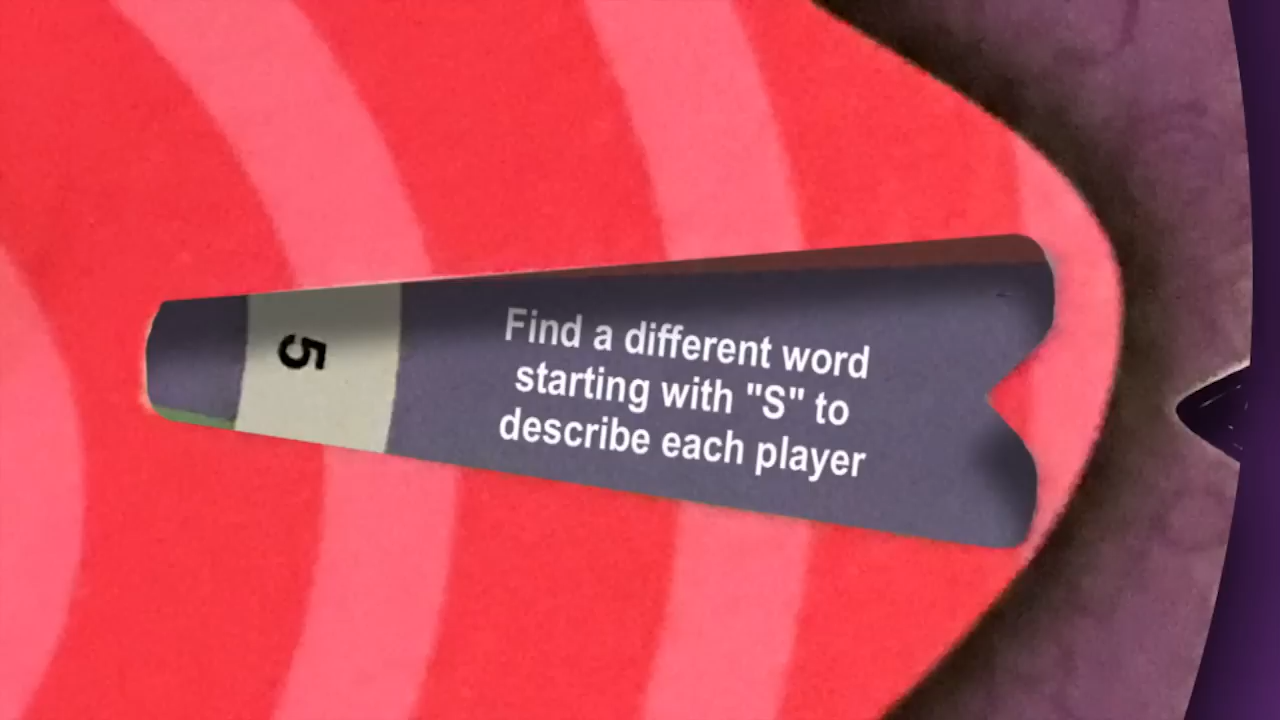 5
Find a different word
starting with "S" to
describe each player